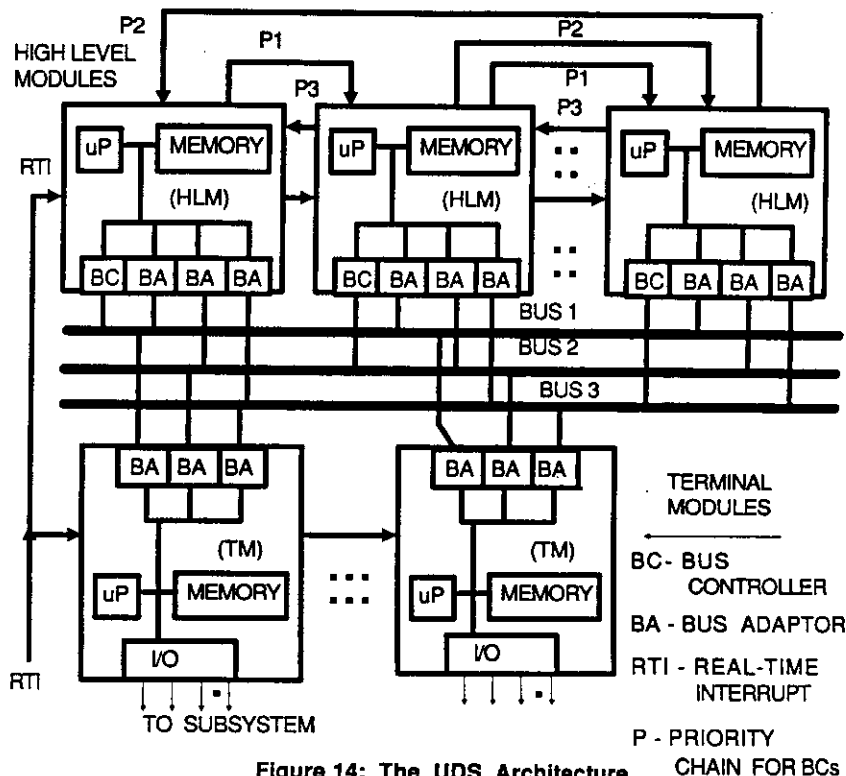 P2
P2
P1
HIGH LEVEL
MODULES
P1
P3
P3
uP
MEMORY
uP
MEMORY
uP
MEMORY
RTI
(HLM)
(HLM)
(HLM)
BC BA BA BA
BC BA BA BA
BC BA BA BA
BUS 1
BUS 2
BUS 3
BA BA BA
BA BA BA
TERMINAL
MODULES
(TM)
(TM)
BC - BUS
CONTROLLER
uP
MEMORY
uP
MEMORY
BA - BUS ADAPTOR
I/O
I/O
RTI - REAL-TIME
INTERRUPT
RTI
TO SUBSYSTEM
P - PRIORITY
CHAIN FOR BCs
Figure 14: The UDS Architecture